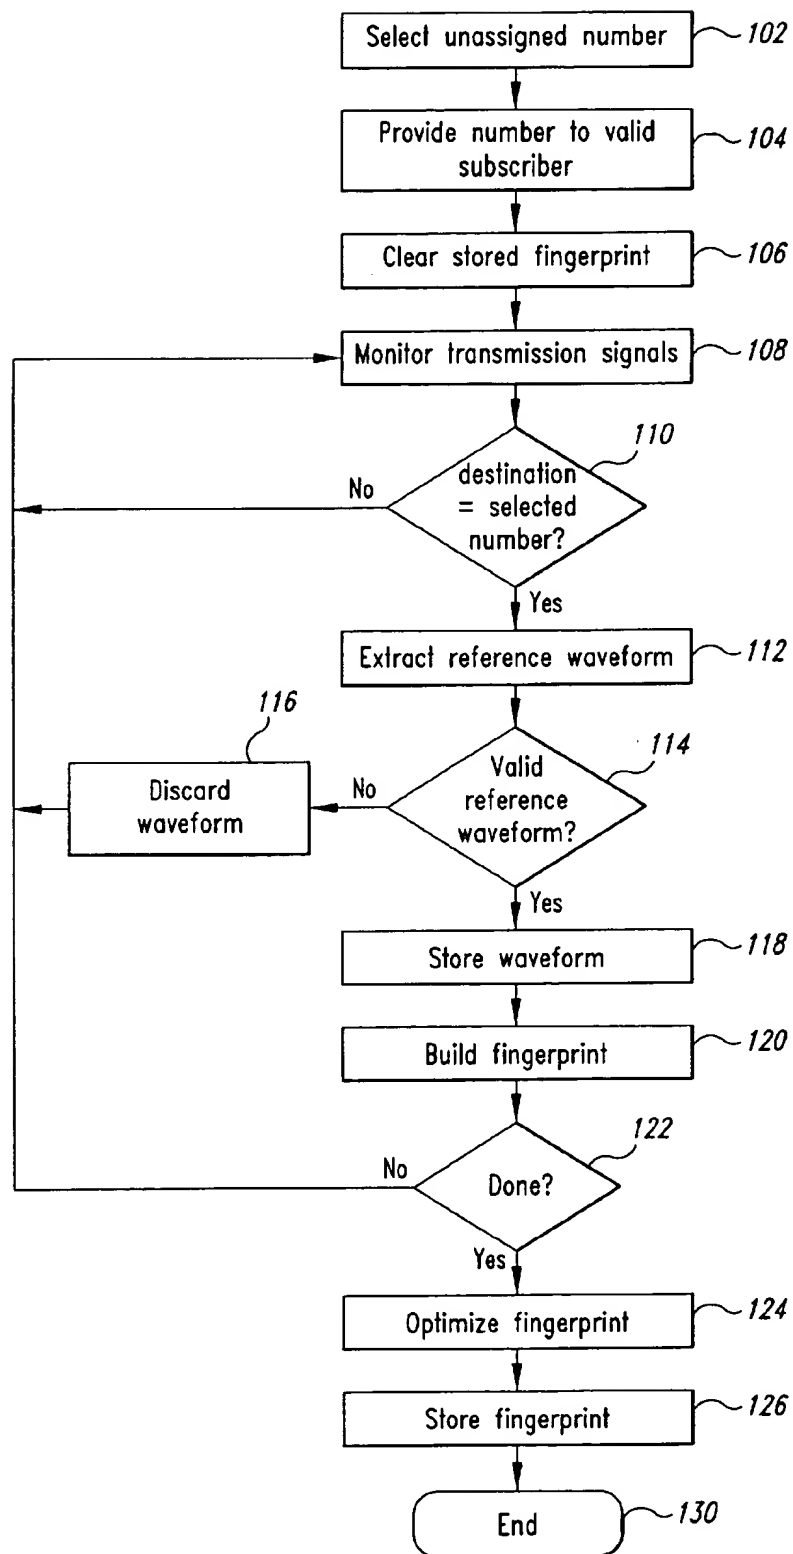 Select unassigned number
102
Provide number to valid
subscriber
104
Clear stored fingerprint
106
Monitor transmission signals
108
110
destination
= selected
number?
No
Yes
Extract reference waveform
112
116
114
Discard
waveform
No
Valid
reference
waveform?
Yes
Store waveform
118
Build fingerprint
120
122
No
Done?
Yes
Optimize fingerprint
124
Store fingerprint
126
End
130